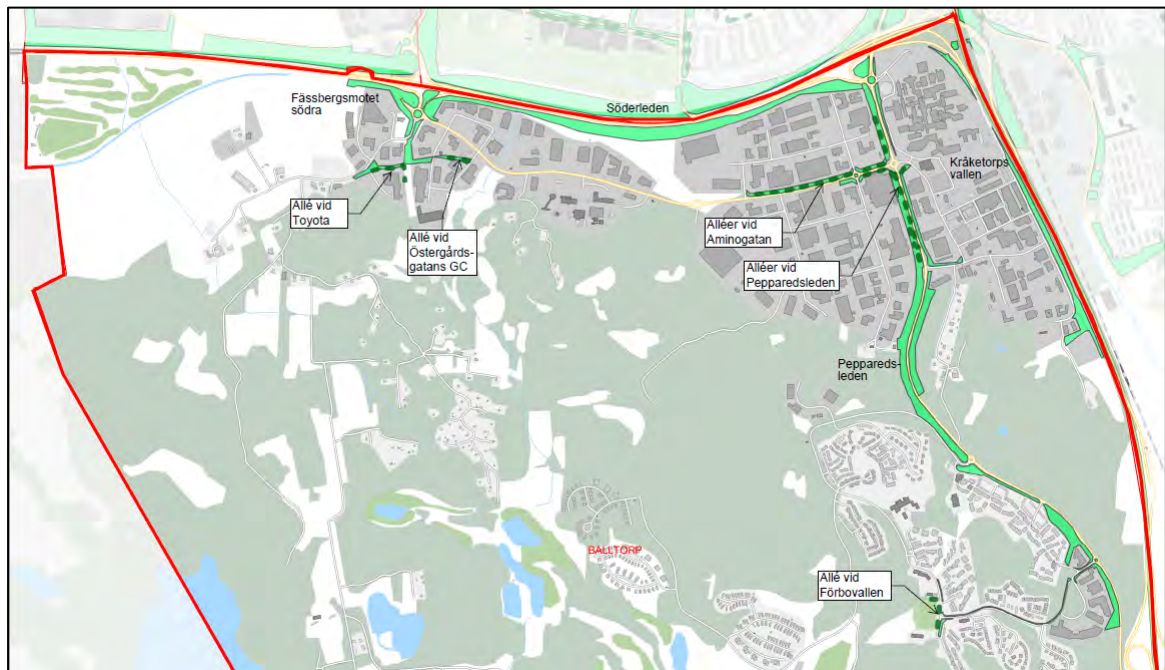 Fässbergsmotet
södra
Söderleden
Kråketorps
vallen
Allé vid
Toyota
Allé vid
Östergårds-
gatans GC
Alléer vid
Aminogatan
Alléer vid
Pepparedsleden
Peppareds-
leden
BALLTORP
Allé vid
Förbovallen